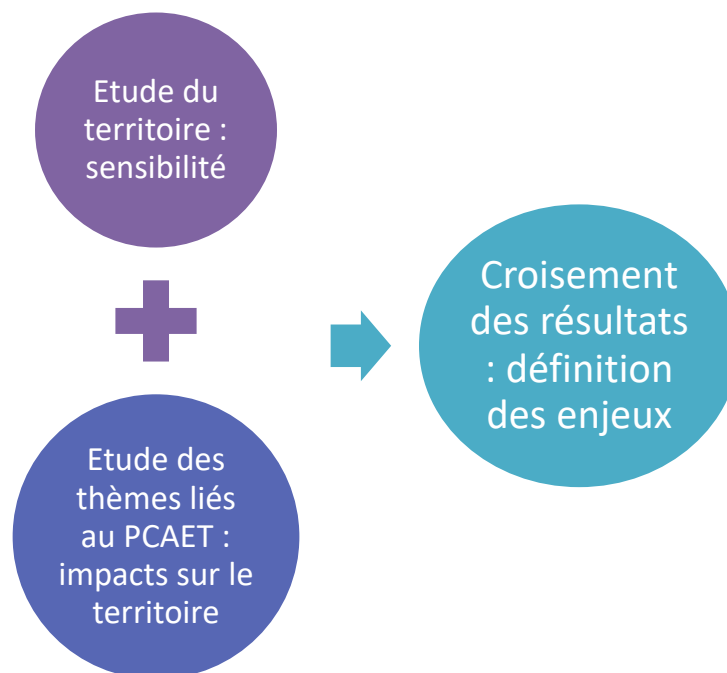 Etude du
territoire :
sensibilité
Etude des
thèmes liés
au PCAET :
impacts sur le
territoire
Croisement
des résultats
: définition
des enjeux